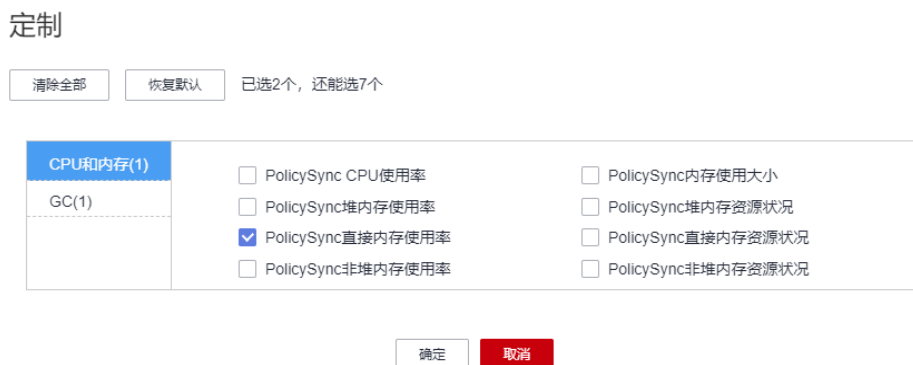 定制
清除全部 恢复默认 已选2个，还能选7个
CPU和内存(1)
GC(1)
PolicySync CPU使用率 PolicySync内存使用大小
PolicySync堆内存使用率 PolicySync堆内存资源状况
PolicySync直接内存使用率 PolicySync直接内存资源状况
PolicySync非堆内存使用率 PolicySync非堆内存资源状况
确定 取消